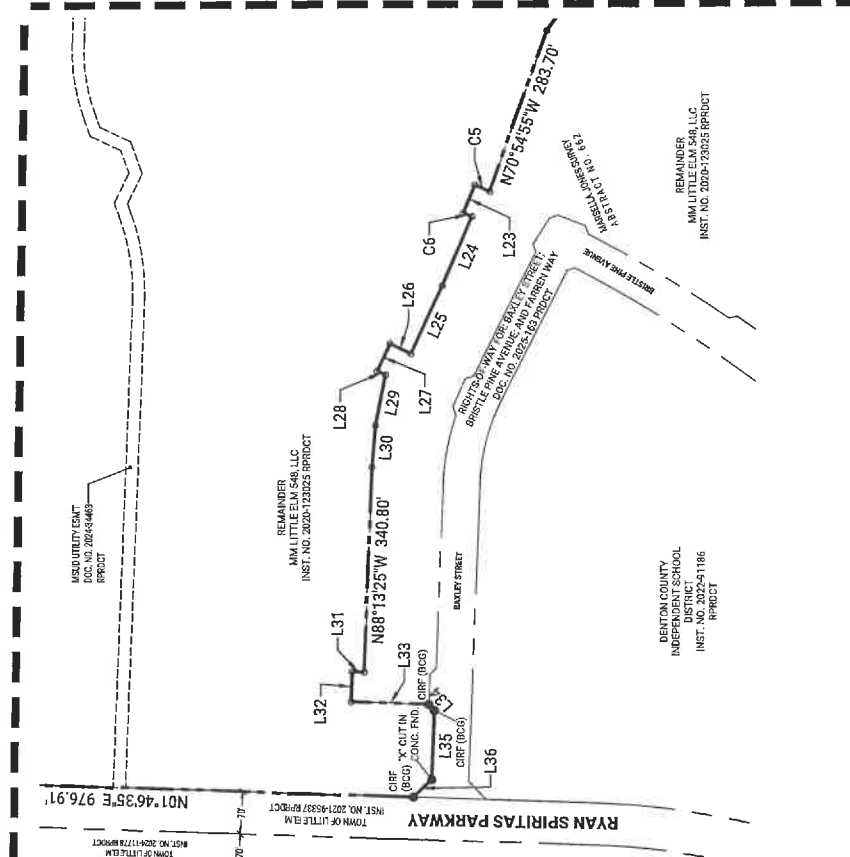 MSUD UTILITY ESMT
DOC. NO. 2024-34463
RPRDCT
REMAINDER
MM LITTLE ELM 548, LLC
INST. NO. 2020-123025 RPRDCT
REMAINDER
MM LITTLE ELM 548, LLC
INST. NO. 2020-123025 RPRDCT
MARSELLA JONES SURVEY
ABSTRACT NO. 662
N70°54'55"W 283.70'
C5
C6
L23
L24
L25
L26
L27
L28
L29
L30
N88°13'25"W 340.80'
L31
L32
L33
RIGHTS-OF-WAY FOR: BAXLEY STREET;
BRISTLE PINE AVENUE; AND FARREN WAY
DOC. NO. 2025-163 PRDCT
BRISTLE PINE AVENUE
BAXLEY STREET
DENTON COUNTY
INDEPENDENT SCHOOL
DISTRICT
INST. NO. 2022-41186
RPRDCT
CIRF (BCG)
"X" CUT IN
CONC. FND.
CIRF
(BCG)
L35
CIRF (BCG)
L36
RYAN SPIRITAS PARKWAY
N01°46'35"E 976.91'
70'
TOWN OF LITTLE ELM
INST. NO. 2021-95337 RPRDCT
70'
TOWN OF LITTLE ELM
INST. NO. 2024-11778 RPRDCT